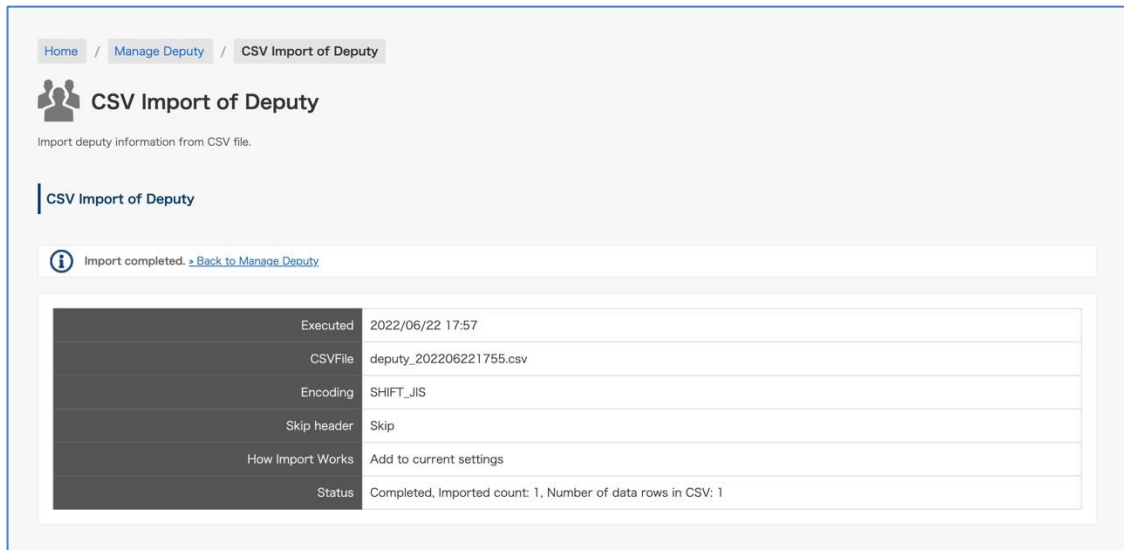 Home / Manage Deputy / CSV Import of Deputy
CSV Import of Deputy
Import deputy information from CSV file.
CSV Import of Deputy
Import completed. » Back to Manage Deputy
Executed 2022/06/22 17:57
CSVFile deputy_202206221755.csv
Encoding SHIFT_JIS
Skip header Skip
How Import Works Add to current settings
Status Completed, Imported count: 1, Number of data rows in CSV: 1